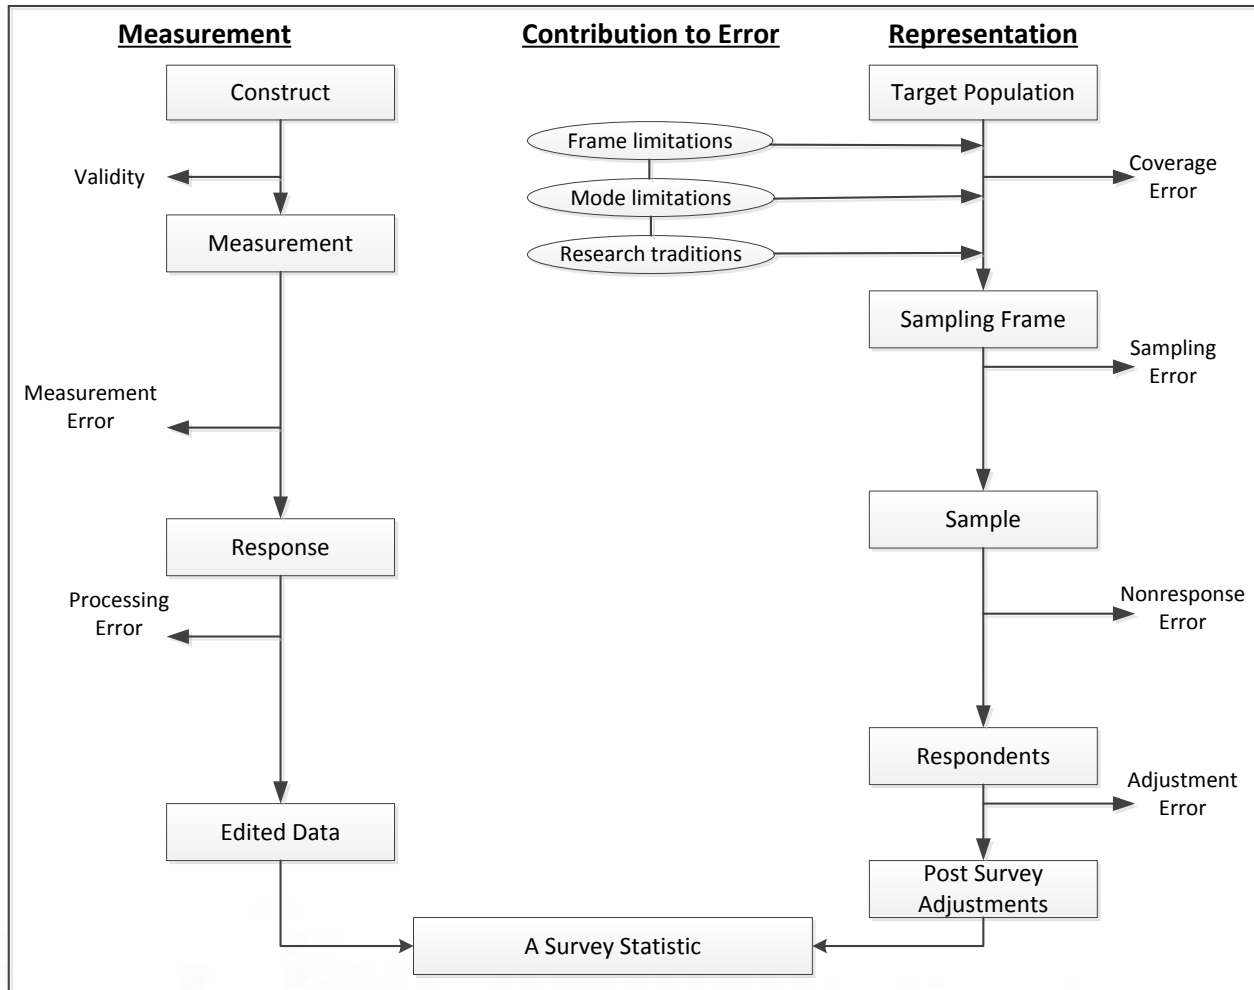 Measurement
Contribution to Error
Representation
Construct
Target Population
Frame limitations
Validity
Coverage
Error
Mode limitations
Measurement
Research traditions
Sampling Frame
Sampling
Error
Measurement
Error
Response
Sample
Processing
Error
Nonresponse
Error
Respondents
Adjustment
Error
Edited Data
Post Survey
Adjustments
A Survey Statistic